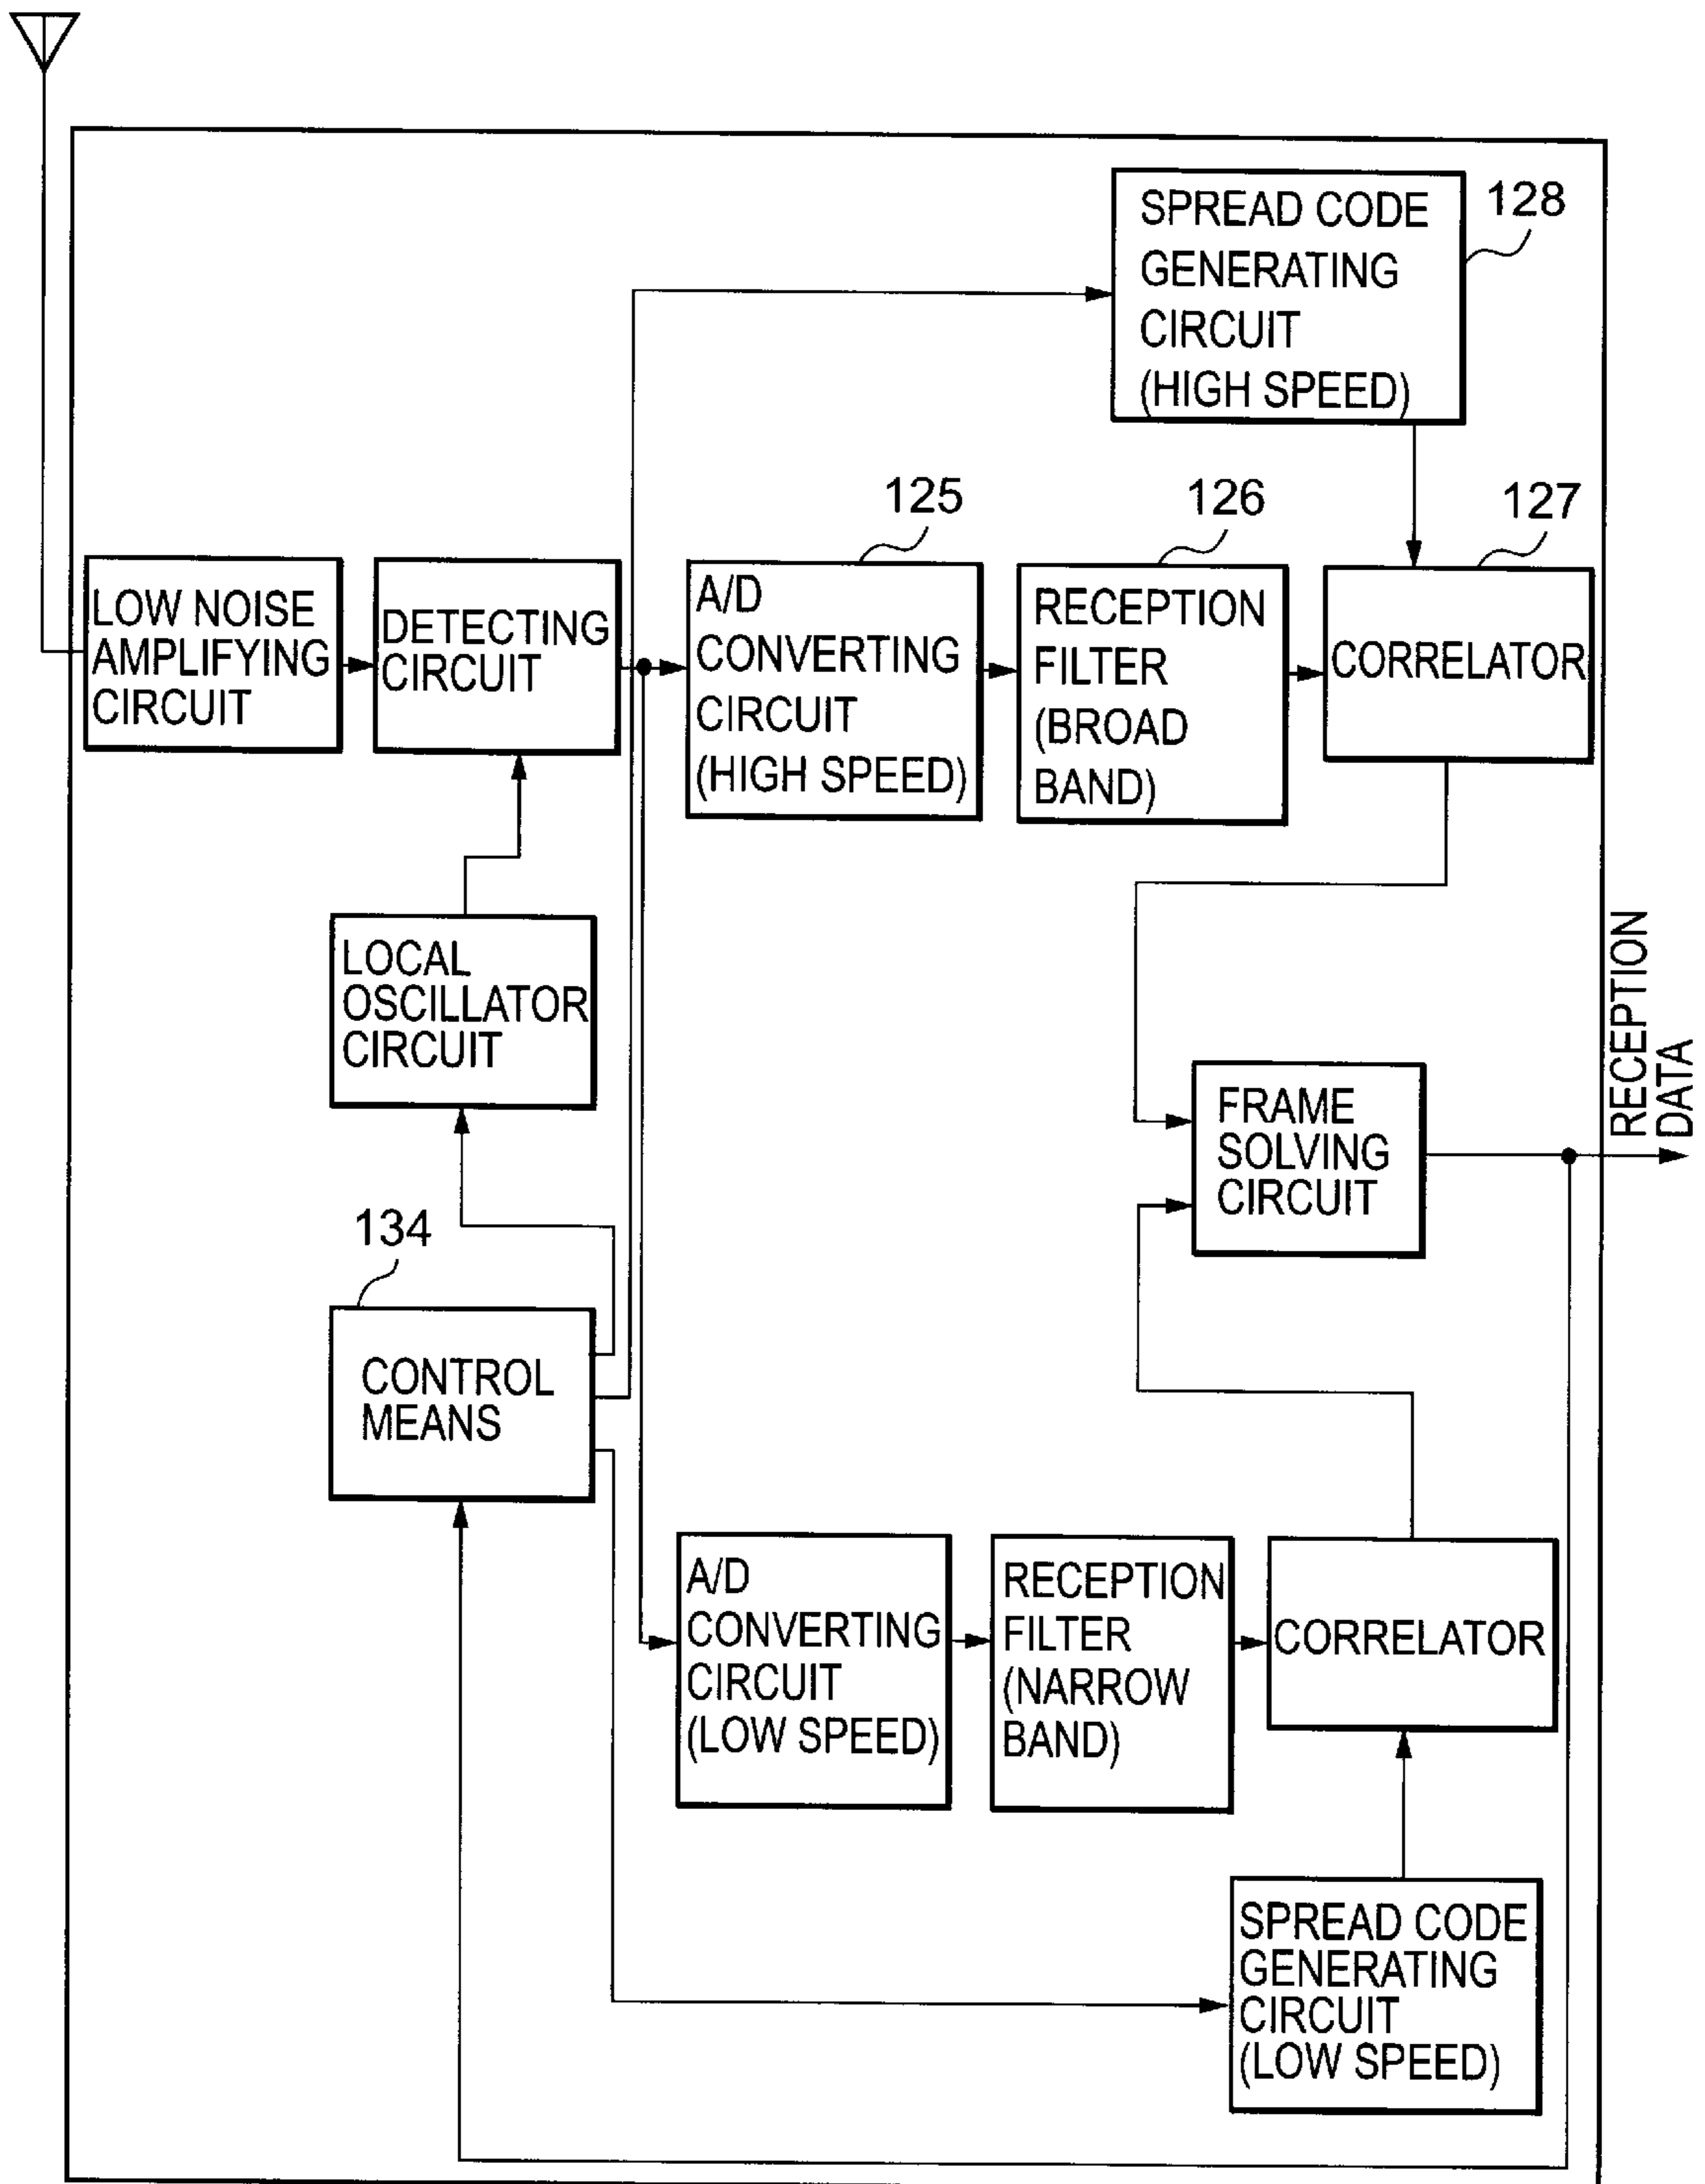 SPREAD CODE
GENERATING
CIRCUIT
(HIGH SPEED)
128
125
126
127
LOW NOISE
AMPLIFYING
CIRCUIT
DETECTING
CIRCUIT
A/D
CONVERTING
CIRCUIT
(HIGH SPEED)
RECEPTION
FILTER
(BROAD
BAND)
CORRELATOR
LOCAL
OSCILLATOR
CIRCUIT
RECEPTION
DATA
FRAME
SOLVING
CIRCUIT
134
CONTROL
MEANS
A/D
CONVERTING
CIRCUIT
(LOW SPEED)
RECEPTION
FILTER
(NARROW
BAND)
CORRELATOR
SPREAD CODE
GENERATING
CIRCUIT
(LOW SPEED)